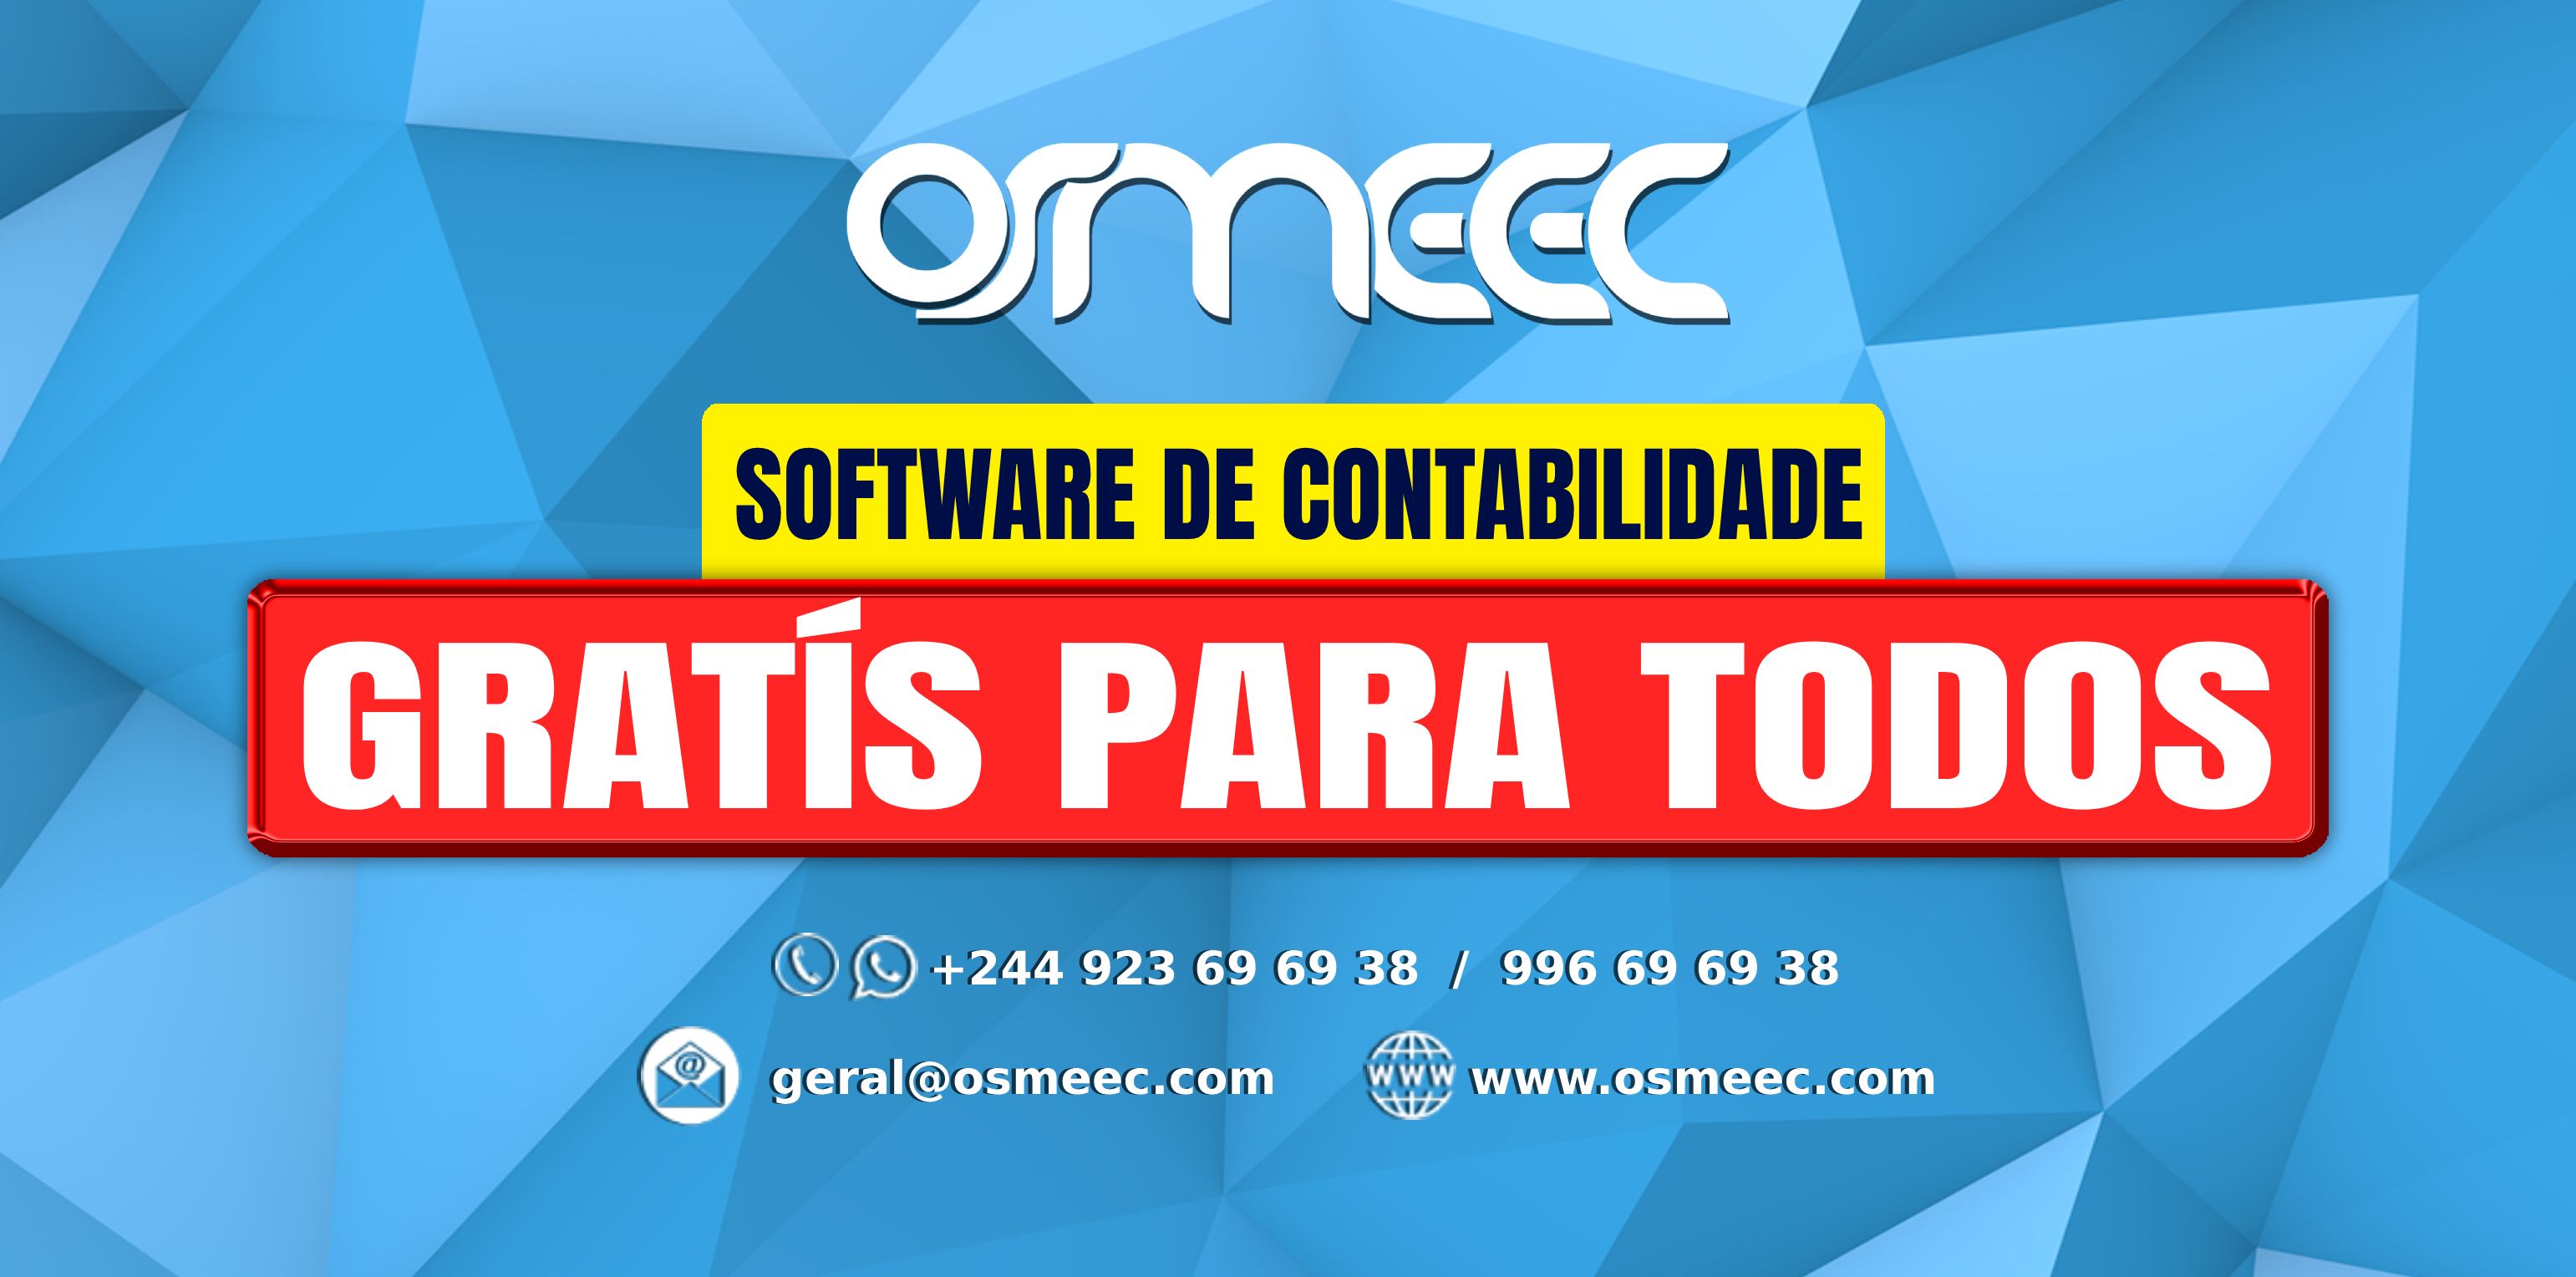 OSMEEC
SOFTWARE DE CONTABILIDADE
GRATÍS PARA TODOS
+244 923 69 69 38 / 996 69 69 38
@ geral@osmeec.com WWW www.osmeec.com